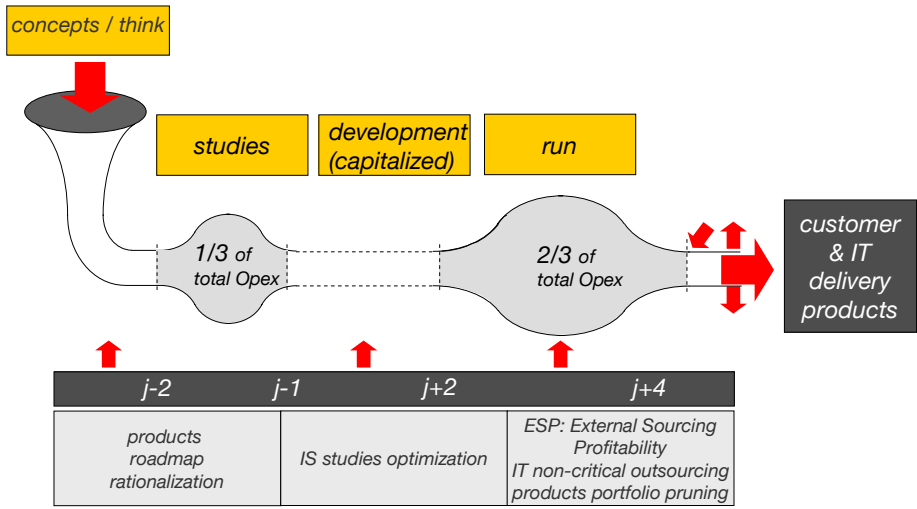 concepts / think
studies
development
(capitalized)
run
1/3 of
total Opex
2/3 of
total Opex
customer
& IT
delivery
products
j-2
j-1
j+2
j+4
products
roadmap
rationalization
IS studies optimization
ESP: External Sourcing
Profitability
IT non-critical outsourcing
products portfolio pruning